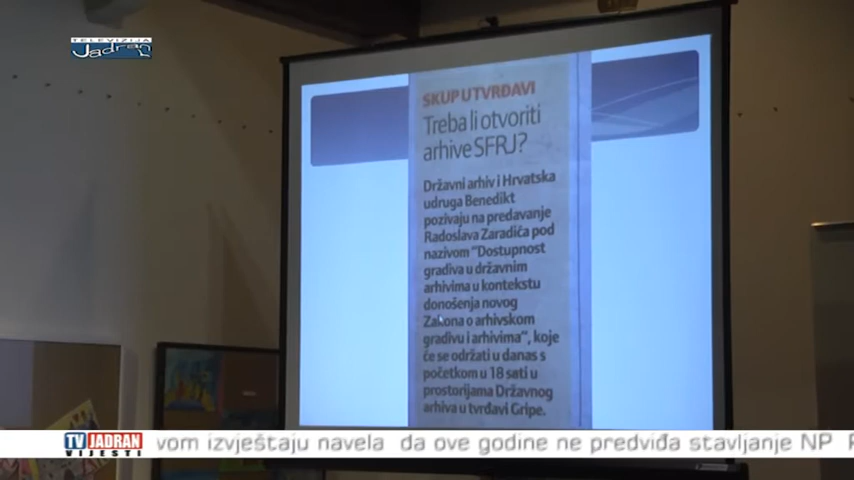 TELEVIZIJA
Jadran
SKUP U TVRĐAVI
Treba li otvoriti
arhive SFRJ?
Državni arhiv i Hrvatska
udruga Benedikt
pozivaju na predavanje
Radoslava Zaradića pod
nazivom "Dostupnost
gradiva u državnim
arhivima u kontekstu
donošenja novog
Zakona o arhivskom
gradivu i arhivima", koje
će se održati u danas s
početkom u 18 sati u
prostorijama Državnog
arhiva u tvrđavi Gripe.
TV JADRAN
VIJESTI
vom izvještaju navela da ove godine ne predviđa stavljanje NP